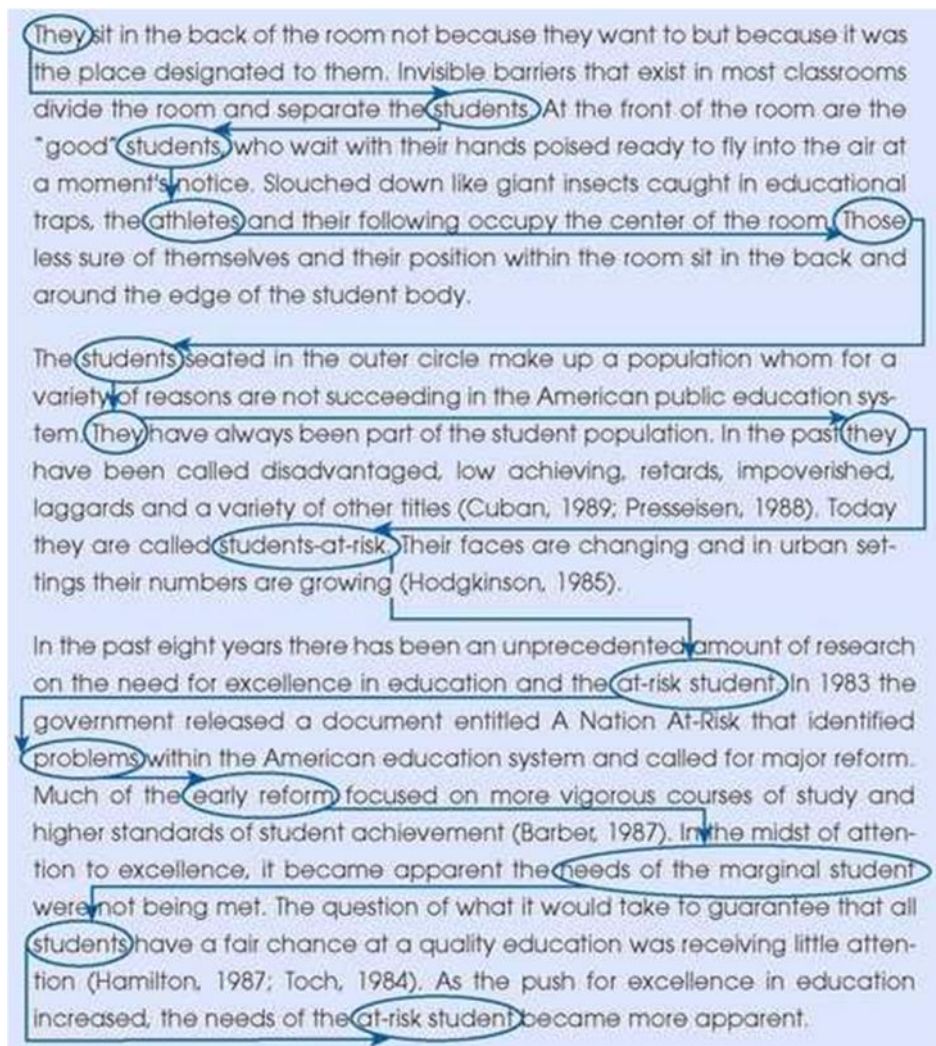 They sit in the back of the room not because they want to but because it was
the place designated to them. Invisible barriers that exist in most classrooms
divide the room and separate the students. At the front of the room are the
"good" students, who wait with their hands poised ready to fly into the air at
a moment's notice. Slouched down like giant insects caught in educational
traps, the athletes and their following occupy the center of the room. Those
less sure of themselves and their position within the room sit in the back and
around the edge of the student body.
The students seated in the outer circle make up a population whom for a
variety of reasons are not succeeding in the American public education sys-
tem. They have always been part of the student population. In the past they
have been called disadvantaged, low achieving, retards, impoverished,
laggards and a variety of other titles (Cuban, 1989; Presseisen, 1988). Today
they are called students-at-risk. Their faces are changing and in urban set-
tings their numbers are growing (Hodgkinson, 1985).
In the past eight years there has been an unprecedented amount of research
on the need for excellence in education and the at-risk student. In 1983 the
government released a document entitled A Nation At-Risk that identified
problems within the American education system and called for major reform.
Much of the early reform focused on more vigorous courses of study and
higher standards of student achievement (Barber, 1987). In the midst of atten-
tion to excellence, it became apparent the needs of the marginal student
were not being met. The question of what it would take to guarantee that all
students have a fair chance at a quality education was receiving little atten-
tion (Hamilton, 1987; Toch, 1984). As the push for excellence in education
increased, the needs of the at-risk student became more apparent.